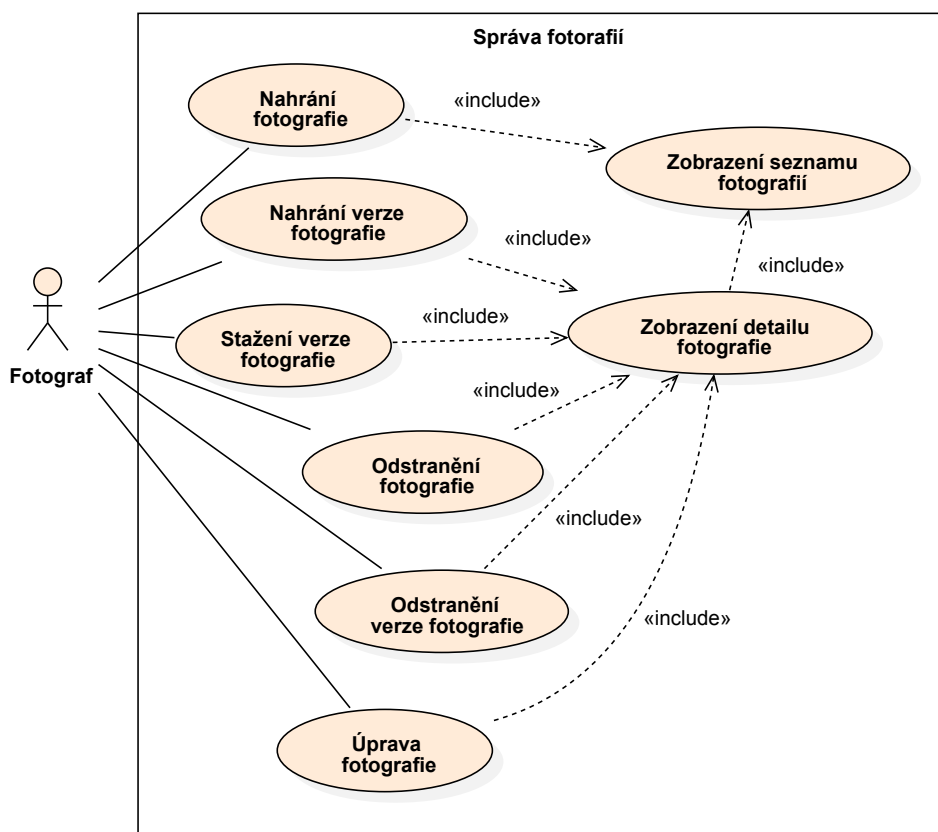 Správa fotorafií
Nahrání
fotografie
«include»
Zobrazení seznamu
fotografií
Nahrání verze
fotografie
«include»
«include»
Stažení verze
fotografie
«include»
Zobrazení detailu
fotografie
Fotograf
«include»
Odstranění
fotografie
«include»
Odstranění
verze fotografie
«include»
Úprava
fotografie